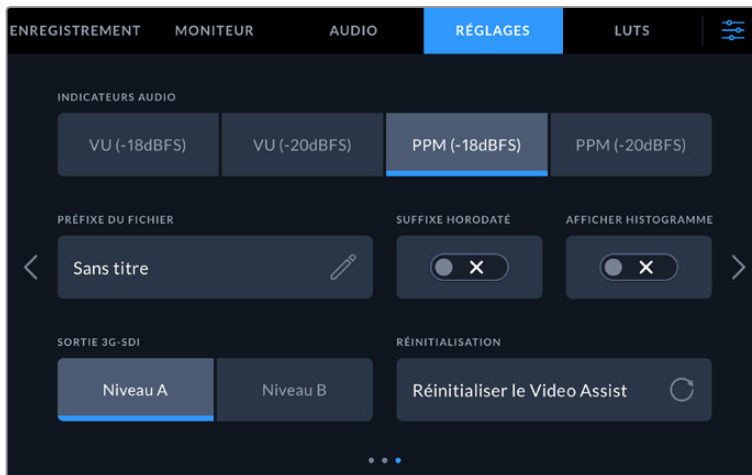 ENREGISTREMENT MONITEUR AUDIO RÉGLAGES LUTS
INDICATEURS AUDIO
VU (-18dBFS) VU (-20dBFS) PPM (-18dBFS) PPM (-20dBFS)
PRÉFIXE DU FICHIER SUFFIXE HORODATÉ AFFICHER HISTOGRAMME
Sans titre
SORTIE 3G-SDI RÉINITIALISATION
Niveau A Niveau B Réinitialiser le Video Assist